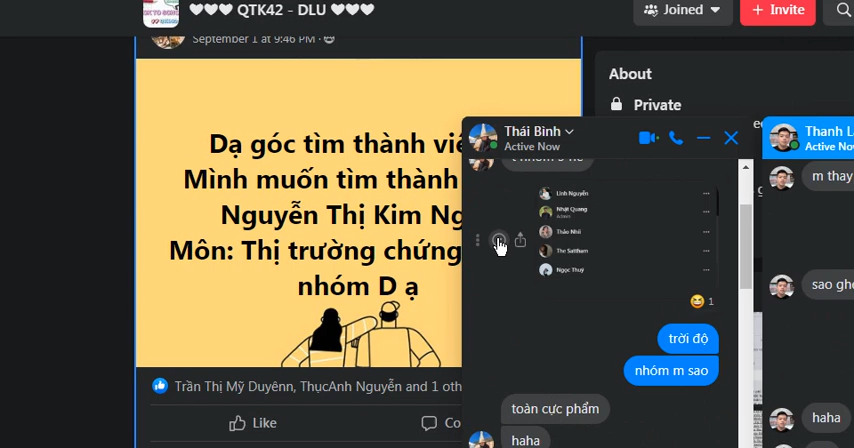 ♥♥♥ QTK42 - DLU ♥♥♥
Joined
+ Invite
September 1 at 9:46 PM
Dạ góc tìm thành viê
Mình muốn tìm thành
Nguyễn Thị Kim Ng
Môn: Thị trường chứng
nhóm D ạ
Trần Thị Mỹ Duyênn, ThụcAnh Nguyễn and 1 oth
Like
Co
About
Private
Thái Bình
Active Now
Linh Nguyễn
Nhật Quang
Admin
Thảo Nhii
The Satifham
Ngọc Thuý
😆 1
trời độ
nhóm m sao
toàn cực phẩm
haha
Thanh L
Active Nov
m thay
sao ghe
haha